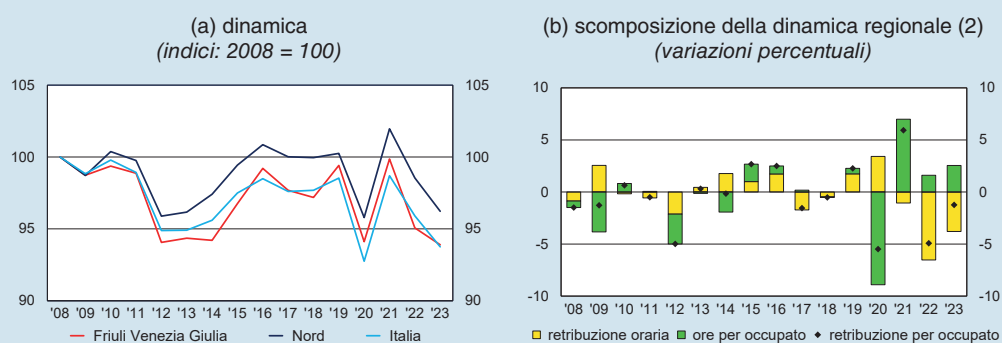 (a) dinamica
(indici: 2008 = 100)
105
100
95
90
105
100
95
90
'08 '09 '10 '11 '12 '13 '14 '15 '16 '17 '18 '19 '20 '21 '22 '23
Friuli Venezia Giulia Nord Italia
(b) scomposizione della dinamica regionale (2)
(variazioni percentuali)
10
5
0
-5
-10
10
5
0
-5
-10
'08 '09 '10 '11 '12 '13 '14 '15 '16 '17 '18 '19 '20 '21 '22 '23
retribuzione oraria ore per occupato retribuzione per occupato